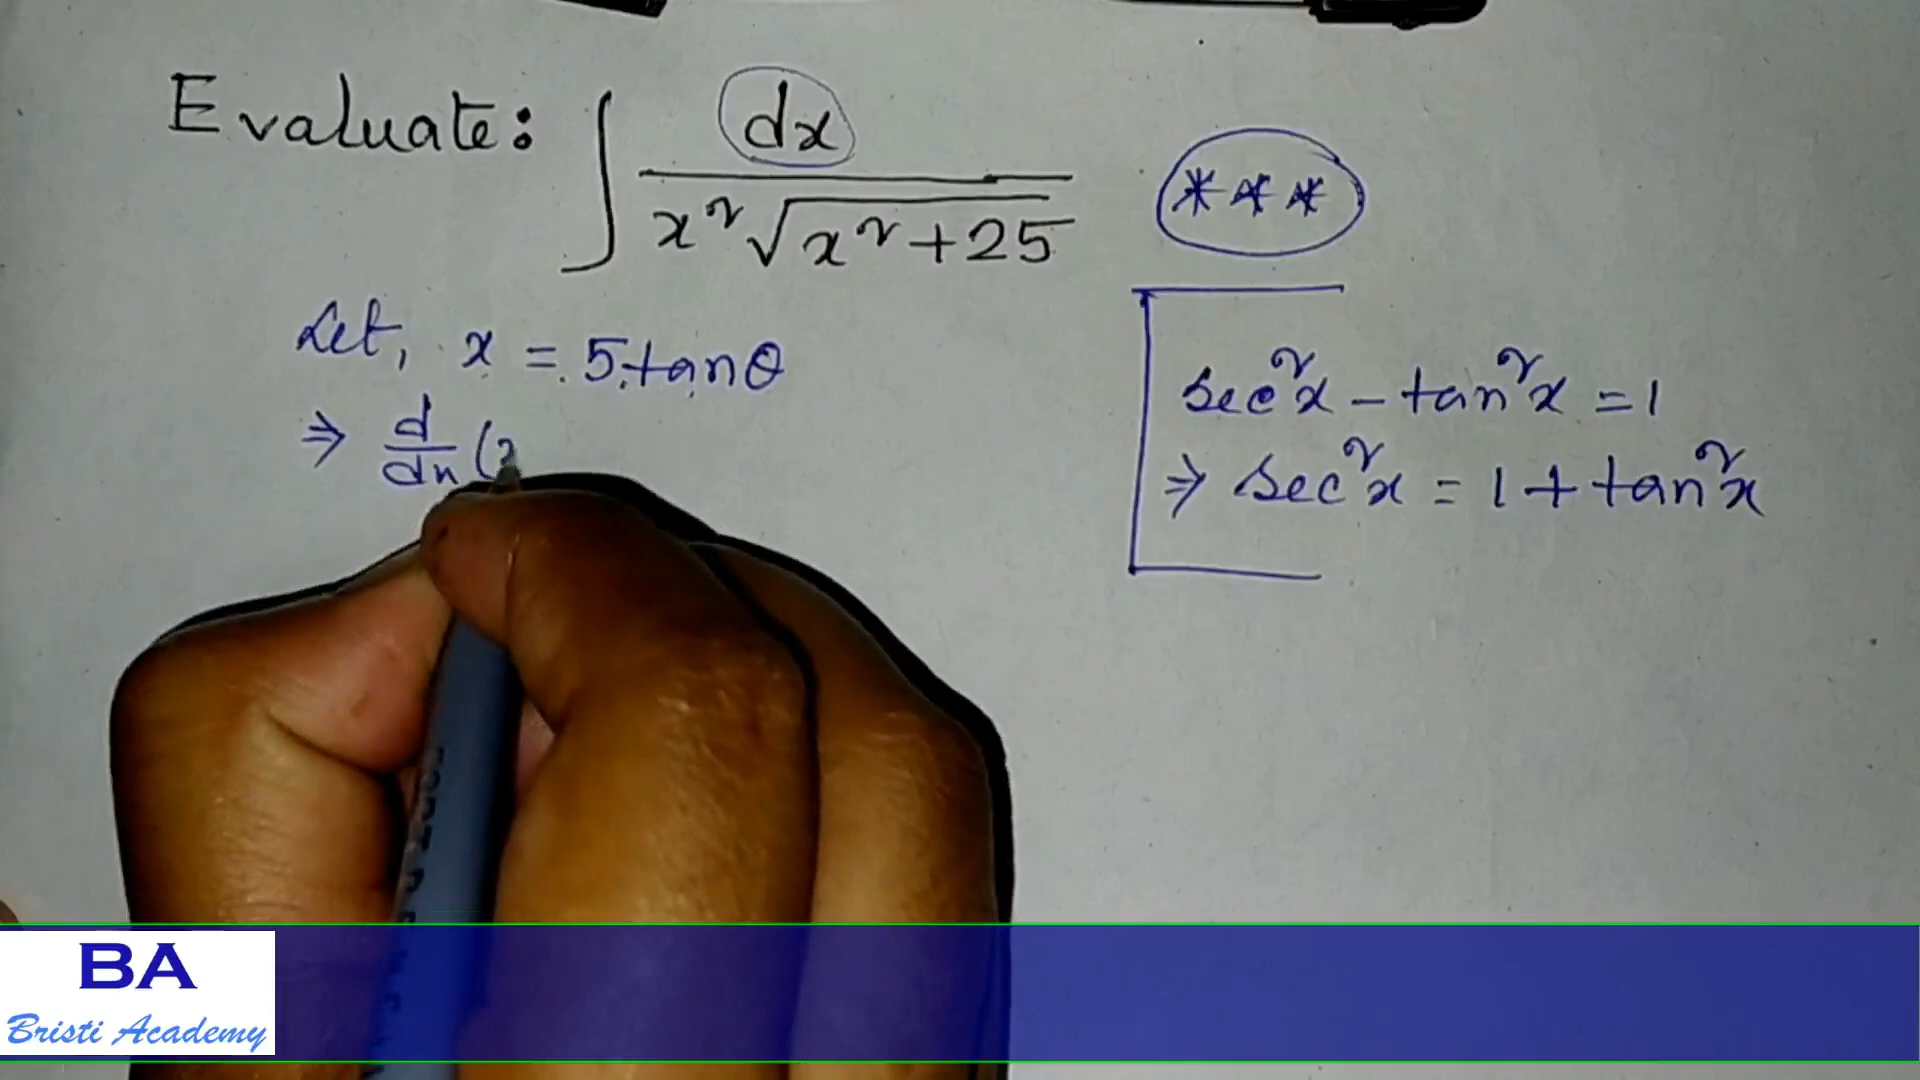 Evaluate: ∫ dx / x² √x²+25
***
Let, x = 5 tanθ
⇒ d/dx (x
sec²x - tan²x = 1
⇒ sec²x = 1 + tan²x
BA
Bristi Academy